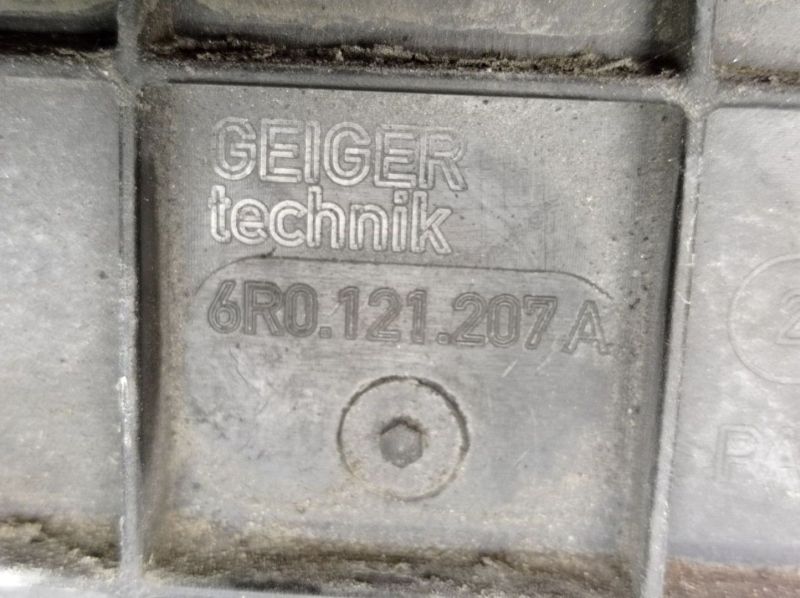 GEIGER
technik
6R0.121.207 A